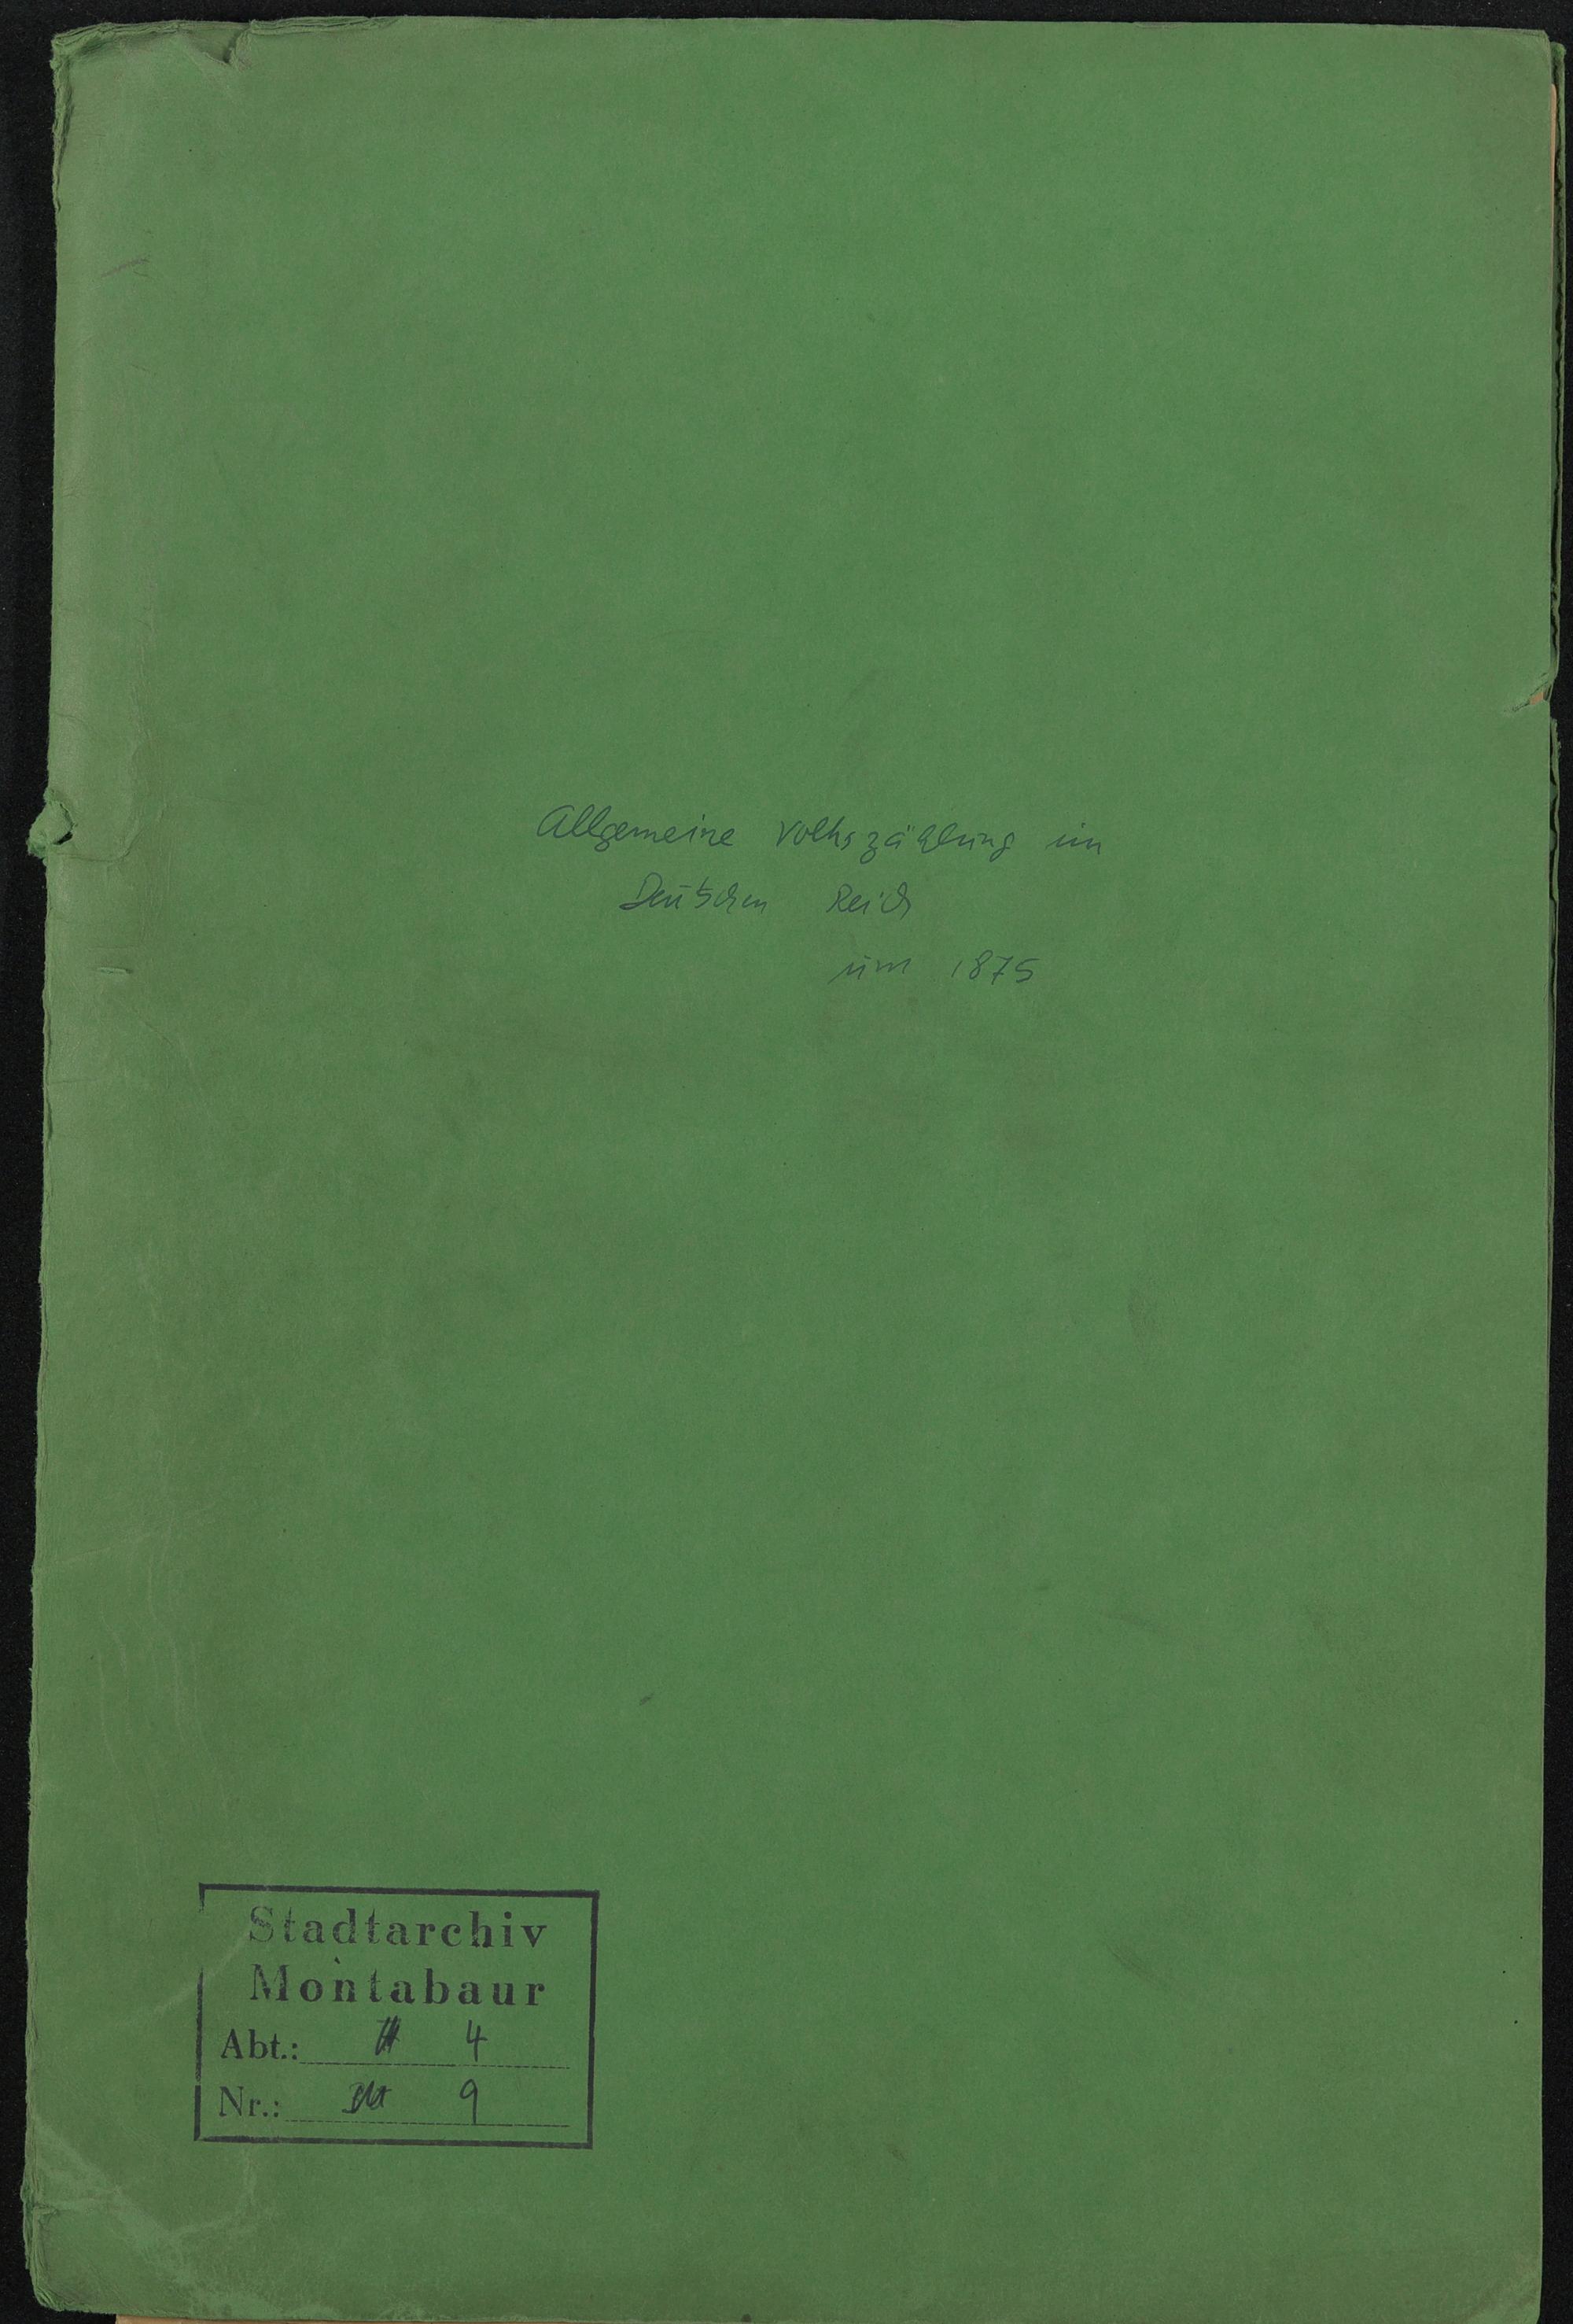 Allgemeine Volkszählung im
Deutschen Reich
um 1875
Stadtarchiv
Montabaur
Abt.: 4
Nr.: 9